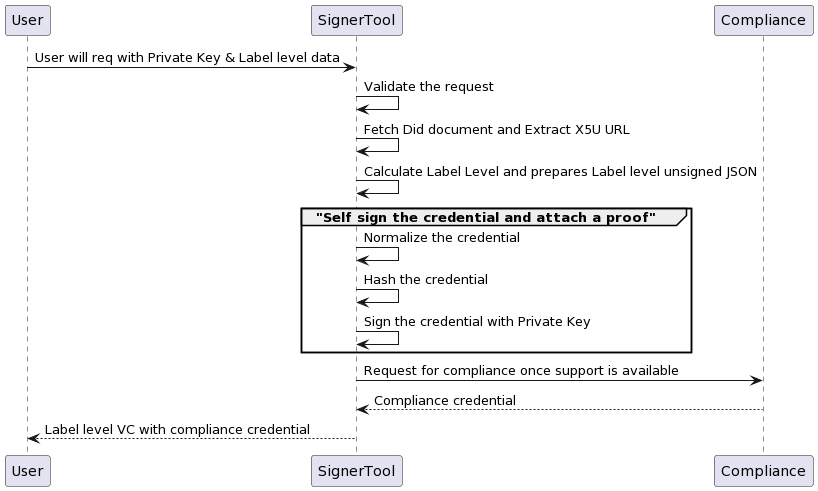 User SignerTool Compliance
User will req with Private Key & Label level data
Validate the request
Fetch Did document and Extract X5U URL
Calculate Label Level and prepares Label level unsigned JSON
"Self sign the credential and attach a proof"
Normalize the credential
Hash the credential
Sign the credential with Private Key
Request for compliance once support is available
Compliance credential
Label level VC with compliance credential
User SignerTool Compliance